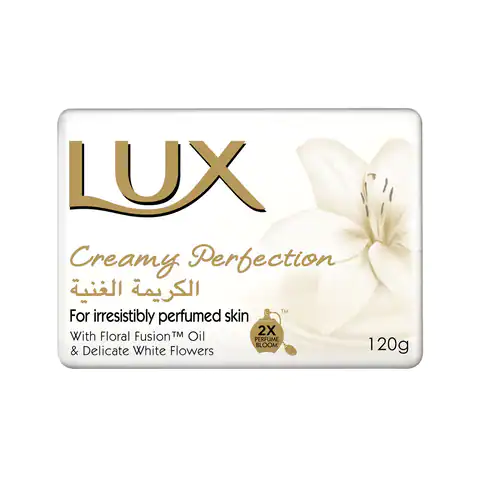 LUX
Creamy Perfection
الكريمة الغنية
For irresistibly perfumed skin
With Floral Fusion™ Oil
& Delicate White Flowers
2X
PERFUME
BLOOM
TM
120g